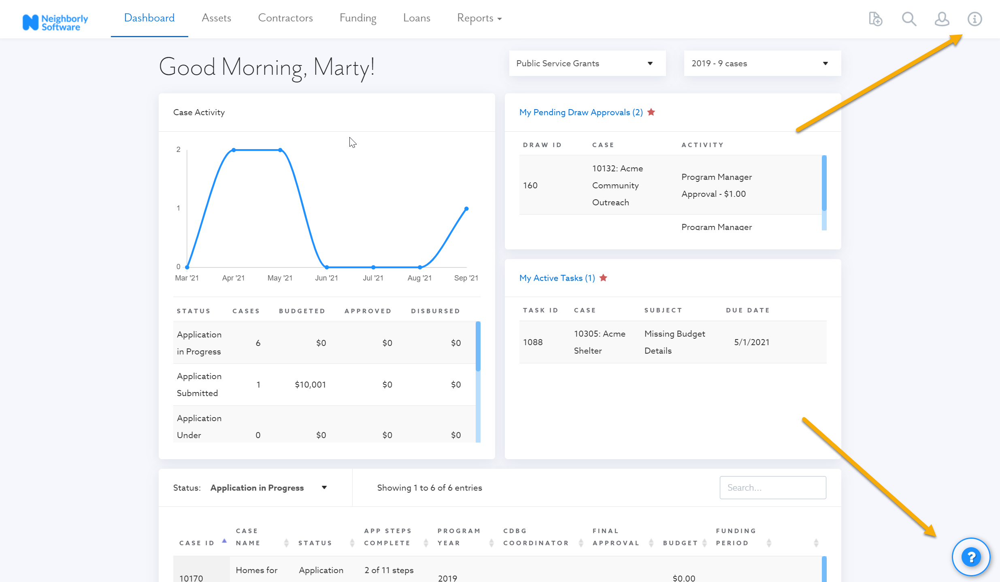 Neighborly
Software
Dashboard
Assets
Contractors
Funding
Loans
Reports
Good Morning, Marty!
Public Service Grants
2019 - 9 cases
Case Activity
2
1
0
Mar '21 Apr '21 May '21 Jun '21 Jul '21 Aug '21 Sep '21
STATUS CASES BUDGETED APPROVED DISBURSED
Application
in Progress
6 $0 $0 $0
Application
Submitted
1 $10,001 $0 $0
Application
Under
0 $0 $0 $0
My Pending Draw Approvals (2)
DRAW ID CASE ACTIVITY
160
10132: Acme
Community
Outreach
Program Manager
Approval - $1.00
Program Manager
My Active Tasks (1)
TASK ID CASE SUBJECT DUE DATE
1088
10305: Acme
Shelter
Missing Budget
Details
5/1/2021
Status: Application in Progress
Showing 1 to 6 of 6 entries
Search...
CASE ID
CASE
NAME
STATUS
APP STEPS
COMPLETE
PROGRAM
YEAR
CDBG
COORDINATOR
FINAL
APPROVAL
BUDGET
FUNDING
PERIOD
10170
Homes for
Application
2 of 11 steps
2019
$0.00
?